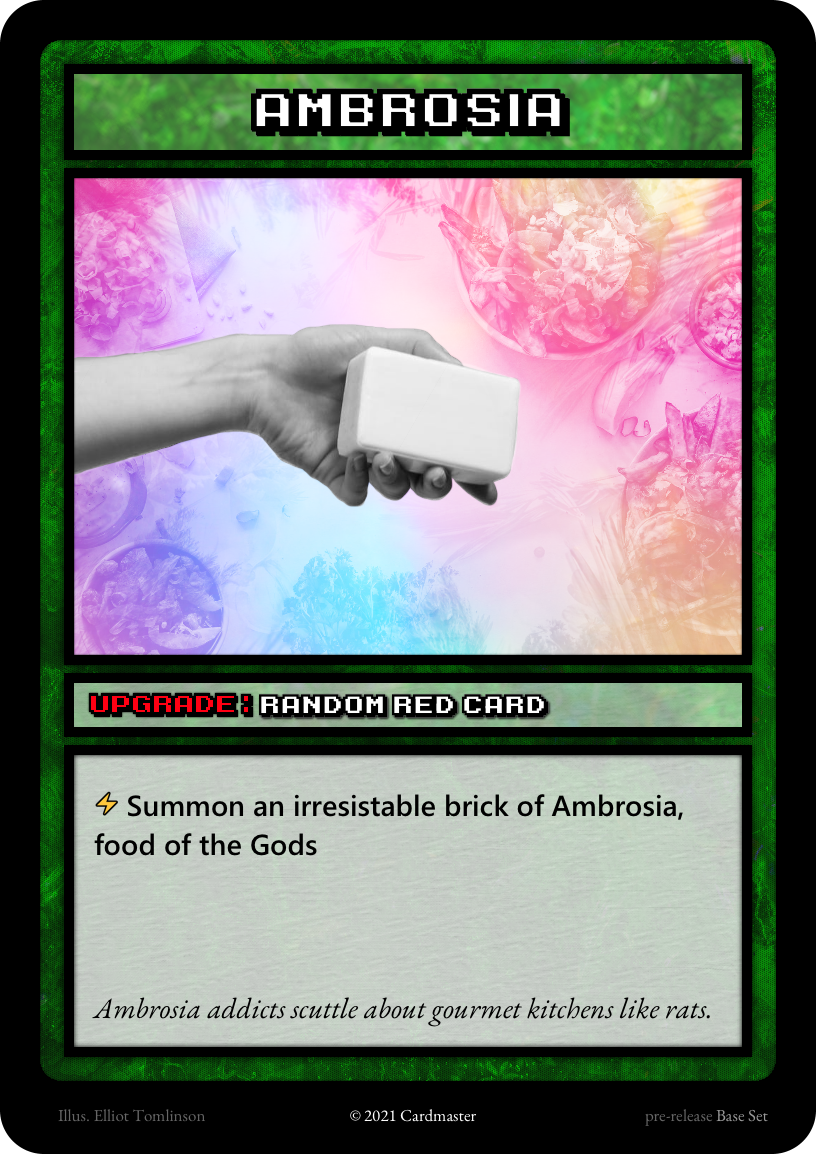 AMBROSIA
UPGRADE: RANDOM RED CARD
⚡ Summon an irresistable brick of Ambrosia,
food of the Gods
Ambrosia addicts scuttle about gourmet kitchens like rats.
Illus. Elliot Tomlinson © 2021 Cardmaster pre-release Base Set